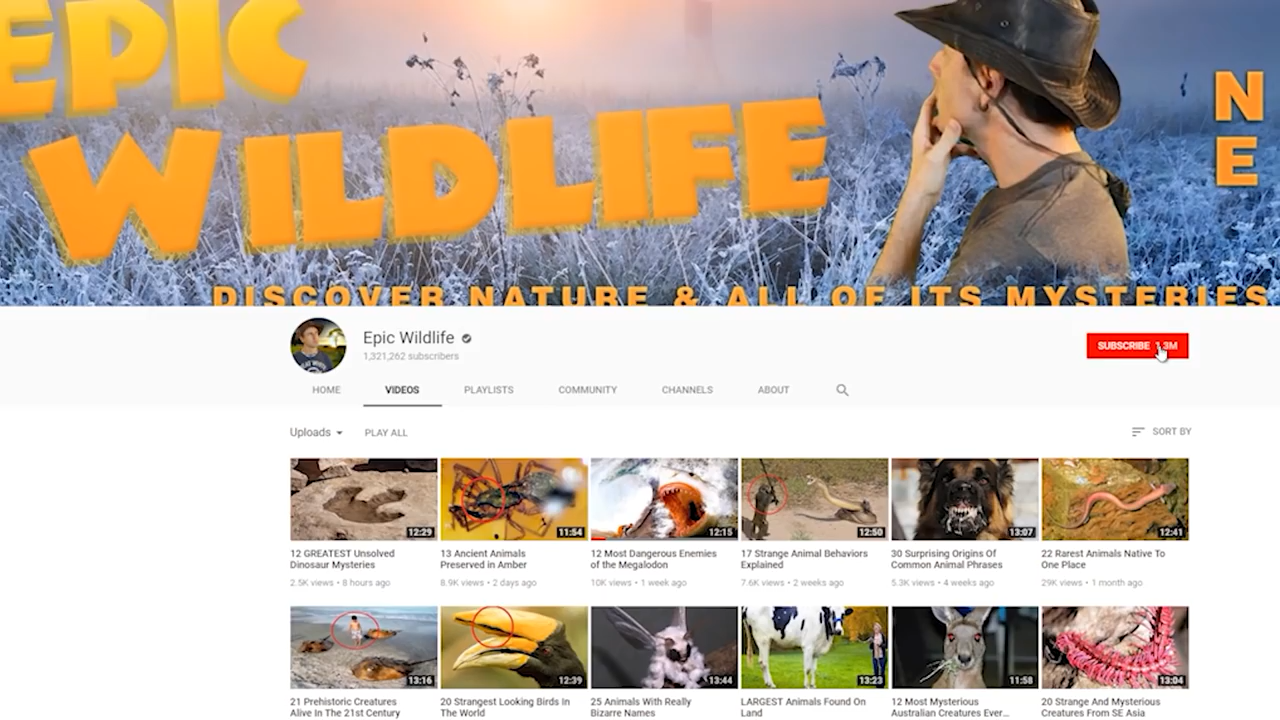 EPIC
WILDLIFE
N
E
DISCOVER NATURE & ALL OF ITS MYSTERIES
Epic Wildlife
1,321,262 subscribers
SUBSCRIBE
HOME VIDEOS PLAYLISTS COMMUNITY CHANNELS ABOUT
Uploads PLAY ALL SORT BY
12:29 11:54 12:15 12:50 13:07 12:41
12 GREATEST Unsolved
Dinosaur Mysteries
2.5K views • 8 hours ago
13 Ancient Animals
Preserved in Amber
8.9K views • 2 days ago
12 Most Dangerous Enemies
of the Megalodon
10K views • 1 week ago
17 Strange Animal Behaviors
Explained
7.6K views • 2 weeks ago
30 Surprising Origins Of
Common Animal Phrases
5.3K views • 4 weeks ago
22 Rarest Animals Native To
One Place
29K views • 1 month ago
13:16 12:39 13:44 13:23 11:58 13:04
21 Prehistoric Creatures
Alive In The 21st Century
20 Strangest Looking Birds In
The World
25 Animals With Really
Bizarre Names
LARGEST Animals Found On
Land
12 Most Mysterious
Australian Creatures Ever...
20 Strange And Mysterious
Creatures From SE Asia